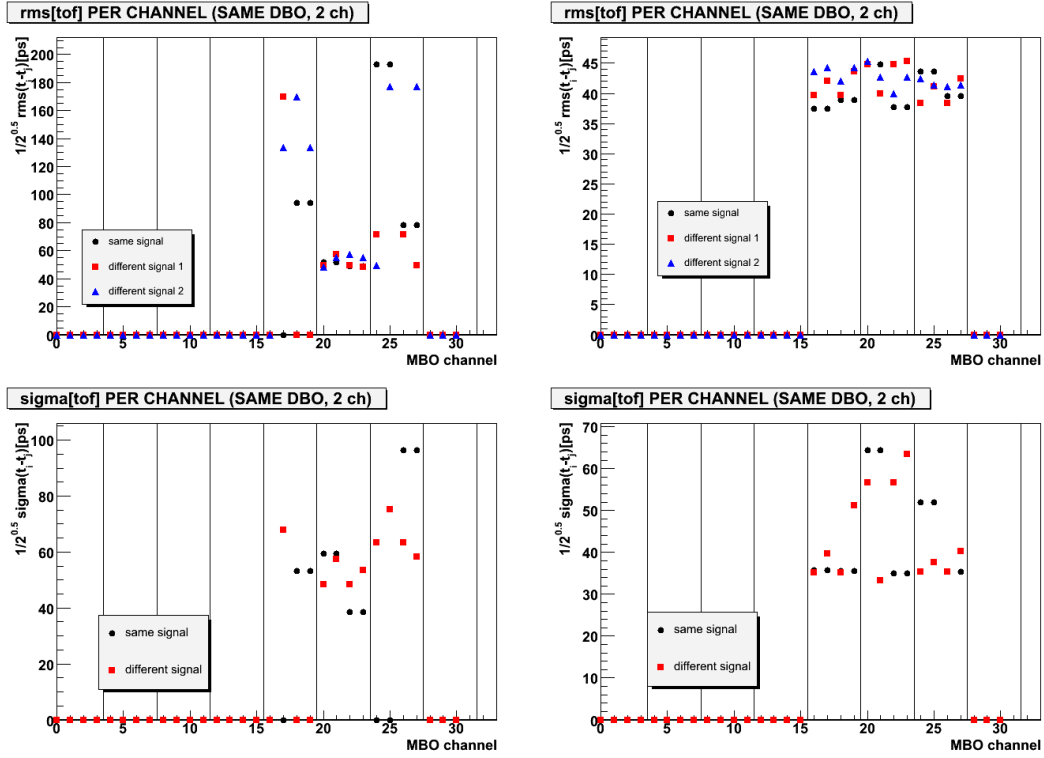 rms[tof] PER CHANNEL (SAME DBO, 2 ch)
1/2^0.5 rms(t_i-t_j)[ps]
200
180
160
140
120
100
80
60
40
20
0
same signal
different signal 1
different signal 2
0 5 10 15 20 25 30
MBO channel
rms[tof] PER CHANNEL (SAME DBO, 2 ch)
1/2^0.5 rms(t_i-t_j)[ps]
45
40
35
30
25
20
15
10
5
0
same signal
different signal 1
different signal 2
0 5 10 15 20 25 30
MBO channel
sigma[tof] PER CHANNEL (SAME DBO, 2 ch)
1/2^0.5 sigma(t_i-t_j)[ps]
100
80
60
40
20
0
same signal
different signal
0 5 10 15 20 25 30
MBO channel
sigma[tof] PER CHANNEL (SAME DBO, 2 ch)
1/2^0.5 sigma(t_i-t_j)[ps]
70
60
50
40
30
20
10
0
same signal
different signal
0 5 10 15 20 25 30
MBO channel